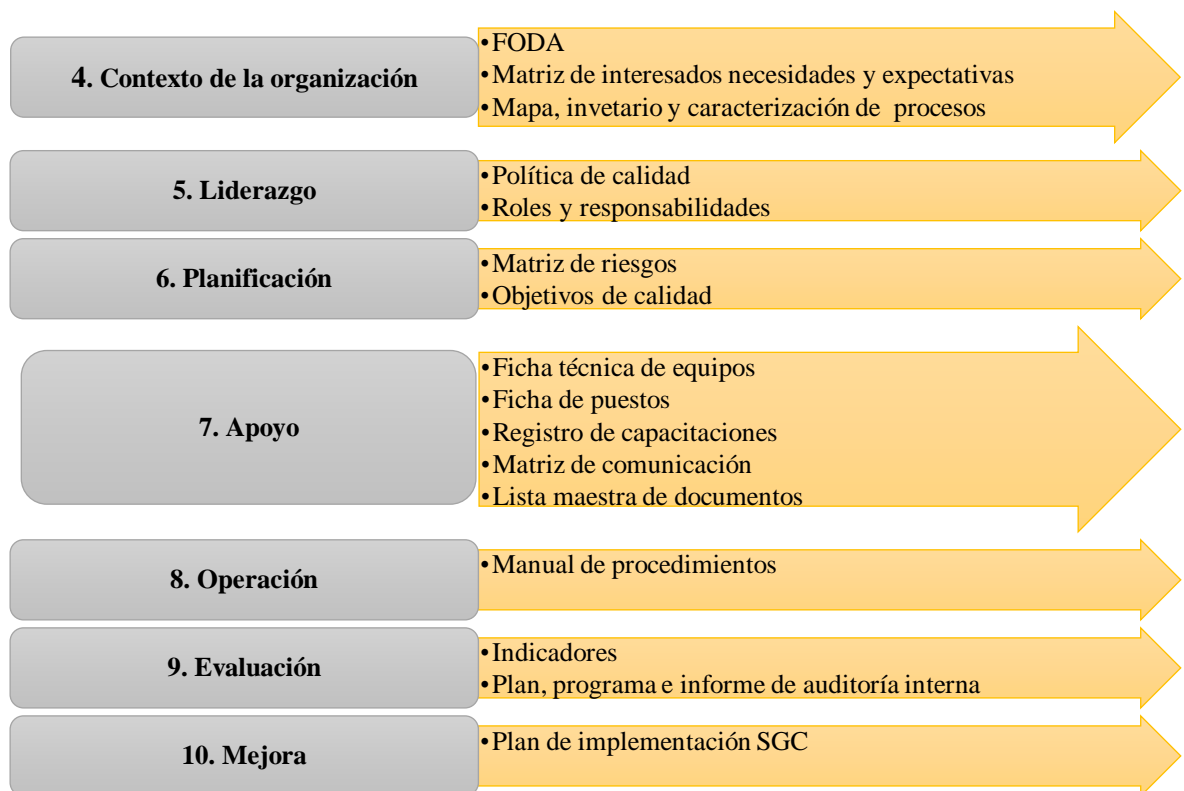 4. Contexto de la organización
•FODA
•Matriz de interesados necesidades y expectativas
•Mapa, invetario y caracterización de procesos
5. Liderazgo
•Política de calidad
•Roles y responsabilidades
6. Planificación
•Matriz de riesgos
•Objetivos de calidad
7. Apoyo
•Ficha técnica de equipos
•Ficha de puestos
•Registro de capacitaciones
•Matriz de comunicación
•Lista maestra de documentos
8. Operación
•Manual de procedimientos
9. Evaluación
•Indicadores
•Plan, programa e informe de auditoría interna
10. Mejora
•Plan de implementación SGC